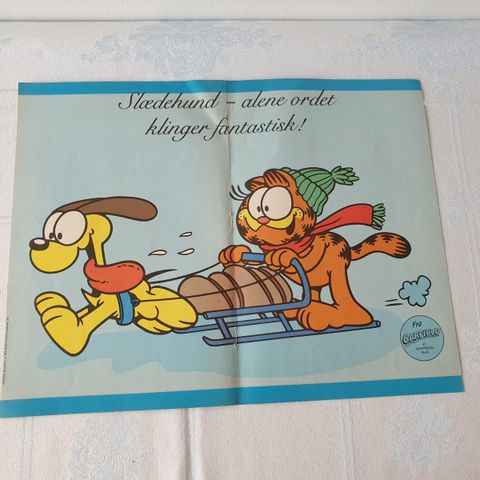 Slædehund – alene ordet
klinger fantastisk!
Fra
GARFIELD